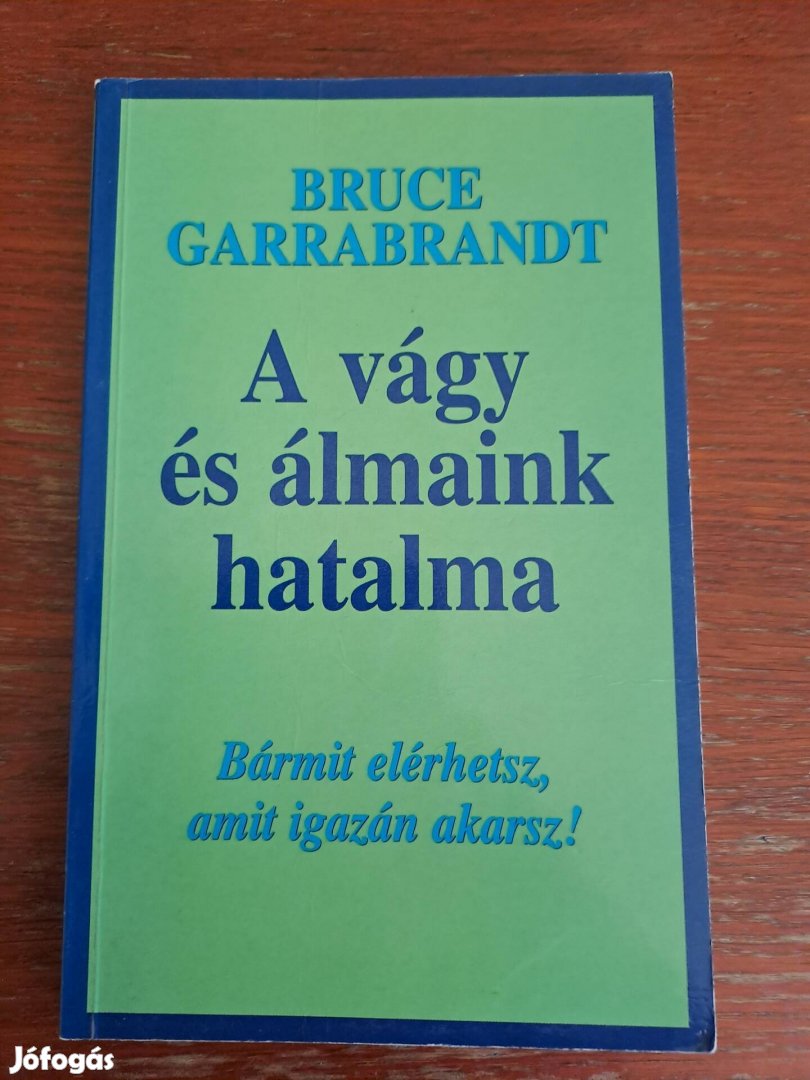 BRUCE
GARRABRANDT
A vágy
és álmaink
hatalma
Bármit elérhetsz,
amit igazán akarsz!
Jófogás